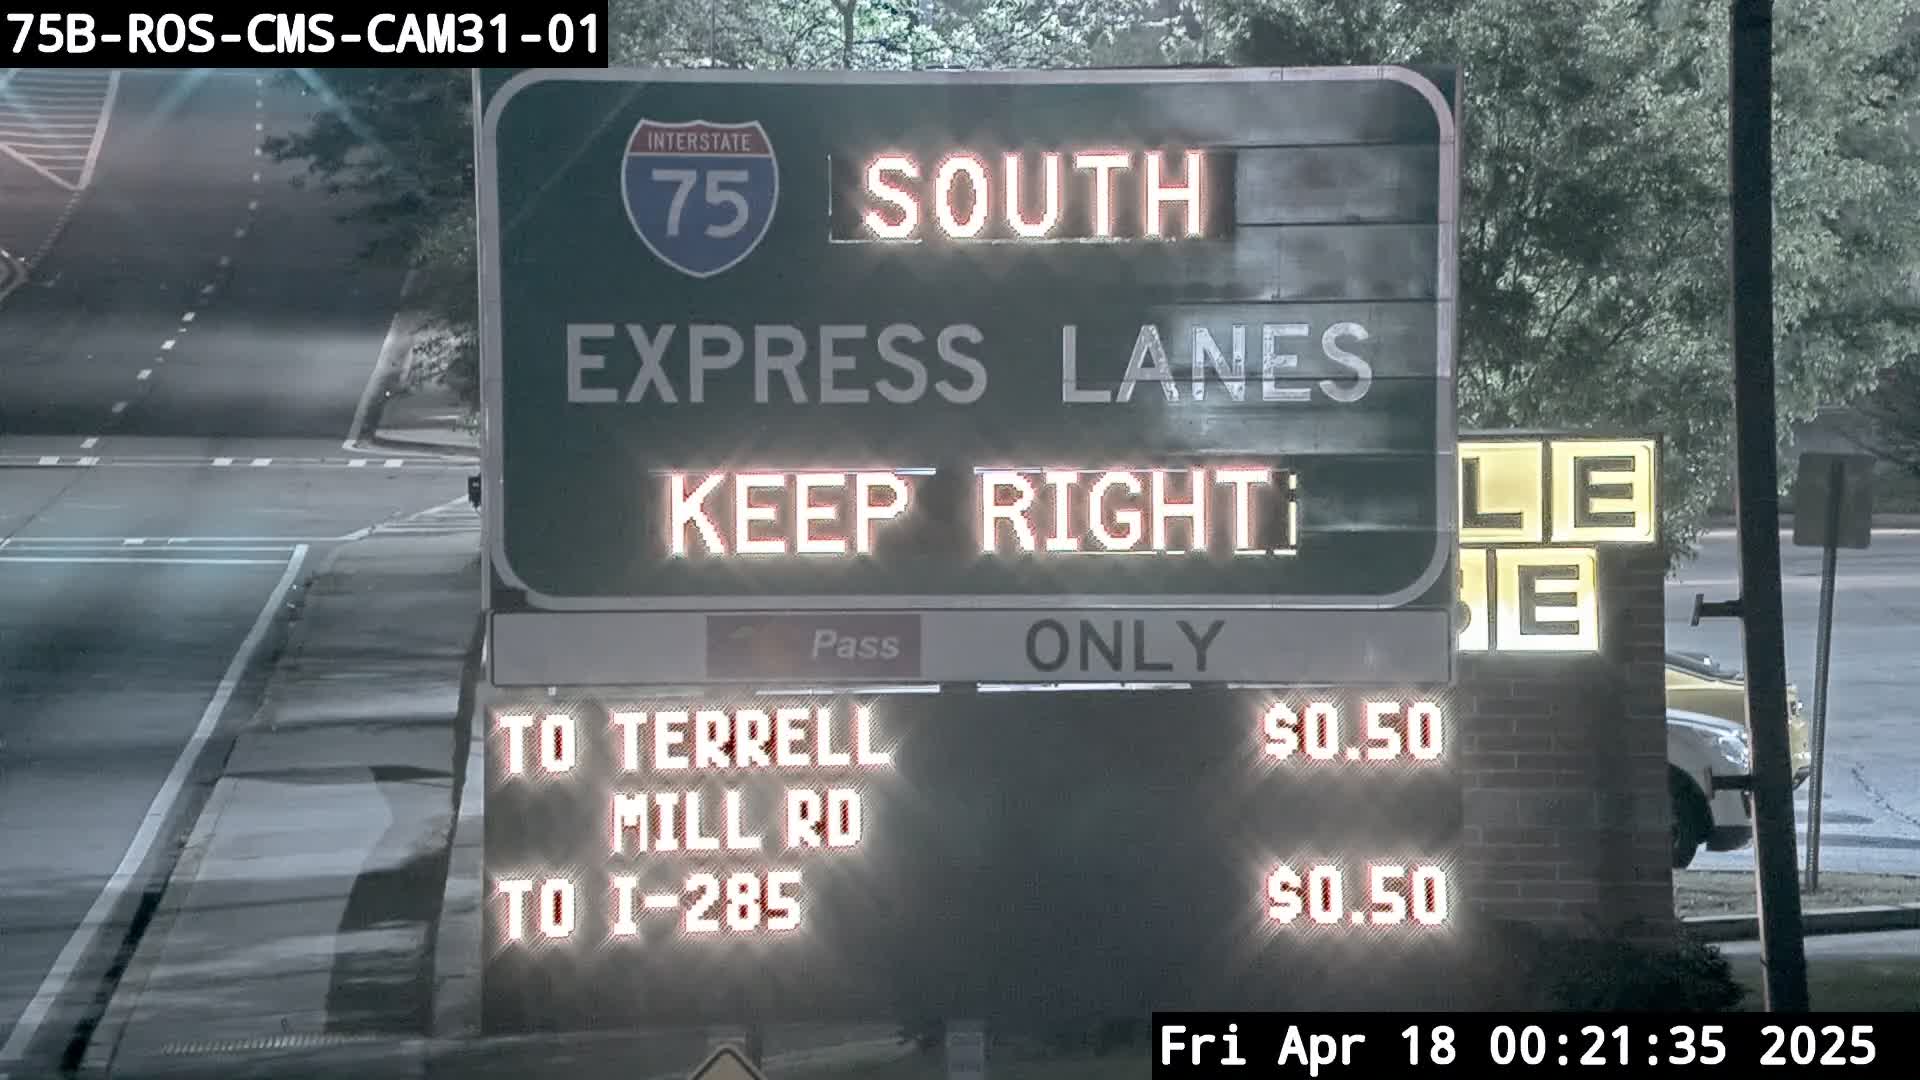 75B-ROS-CMS-CAM31-01
INTERSTATE
75
SOUTH
EXPRESS LANES
KEEP RIGHT
Pass ONLY
TO TERRELL $0.50
MILL RD
TO I-285 $0.50
LE
E
Fri Apr 18 00:21:35 2025